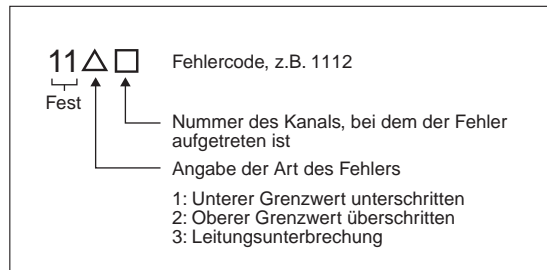 11△□ Fehlercode, z.B. 1112
Fest
Nummer des Kanals, bei dem der Fehler
aufgetreten ist
Angabe der Art des Fehlers
1: Unterer Grenzwert unterschritten
2: Oberer Grenzwert überschritten
3: Leitungsunterbrechung